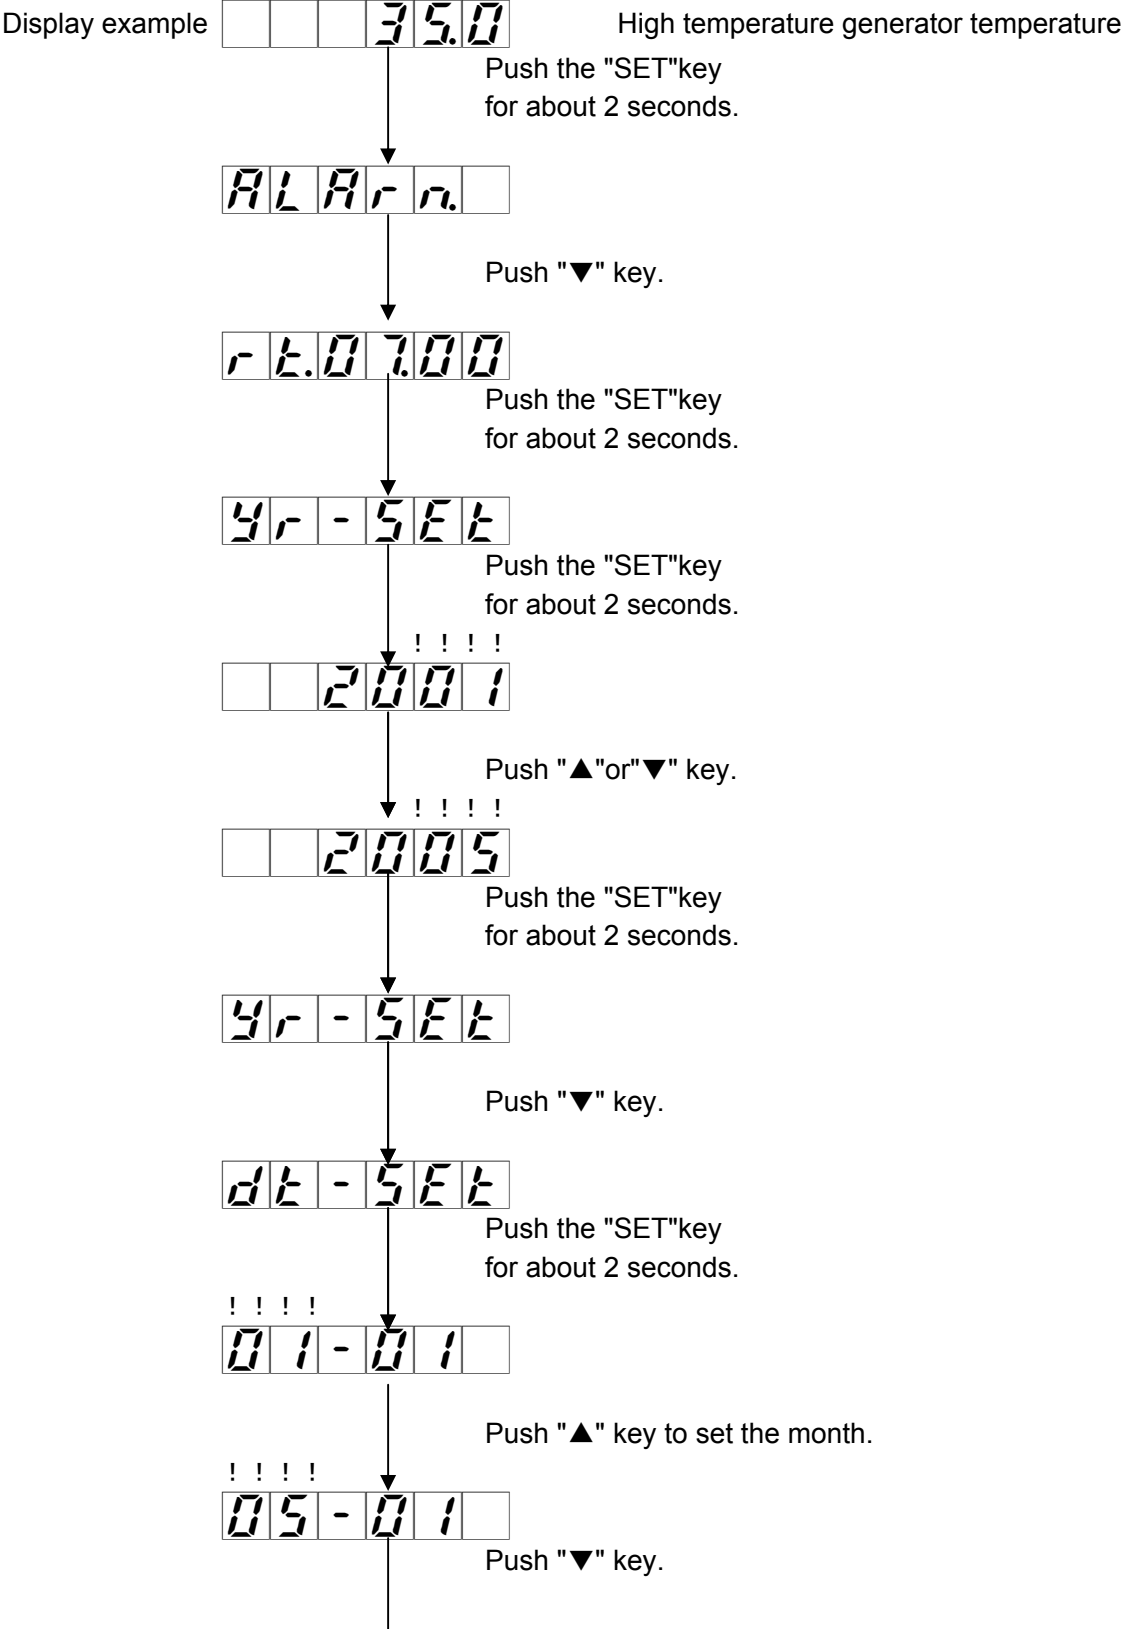 Display example 35.0 High temperature generator temperature
Push the "SET"key
for about 2 seconds.
ALArn.
Push "▼" key.
rt.07.00
Push the "SET"key
for about 2 seconds.
Yr-SEt
Push the "SET"key
for about 2 seconds.
! ! ! !
2001
Push "▲"or"▼" key.
! ! ! !
2005
Push the "SET"key
for about 2 seconds.
Yr-SEt
Push "▼" key.
dt-SEt
Push the "SET"key
for about 2 seconds.
! ! ! !
01-01
Push "▲" key to set the month.
! ! ! !
05-01
Push "▼" key.